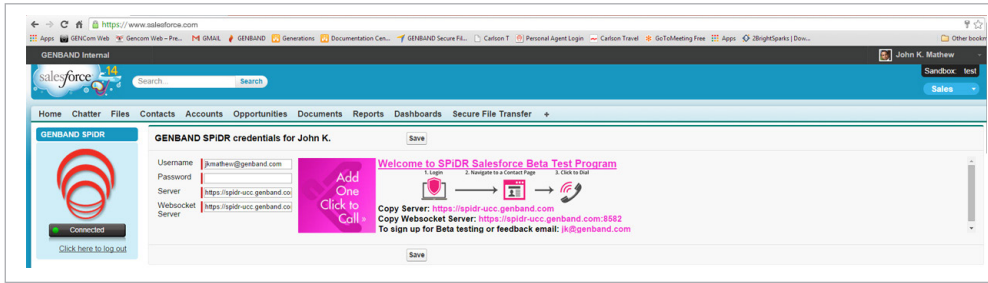 https://www.salesforce.com
Apps GENCom Web Gencom Web - Pre... GMAIL GENBAND Generations Documentation Cen... GENBAND Secure Fil... Carlson T Personal Agent Login Carlson Travel GoToMeeting Free Apps 2BrightSparks | Dow... Other bookm
GENBAND Internal John K. Mathew
salesforce 14 Search... Search Sandbox: test
Sales
Home Chatter Files Contacts Accounts Opportunities Documents Reports Dashboards Secure File Transfer +
GENBAND SPiDR
Connected
Click here to log out
GENBAND SPiDR credentials for John K. Save
Username jkmathew@genband.com
Password
Server https://spidr-ucc.genband.co
Websocket Server https://spidr-ucc.genband.co
Add
One
Click to
Call »
Welcome to SPiDR Salesforce Beta Test Program
1. Login 2. Navigate to a Contact Page 3. Click to Dial
Copy Server: https://spidr-ucc.genband.com
Copy Websocket Server: https://spidr-ucc.genband.com:8582
To sign up for Beta testing or feedback email: jk@genband.com
Save